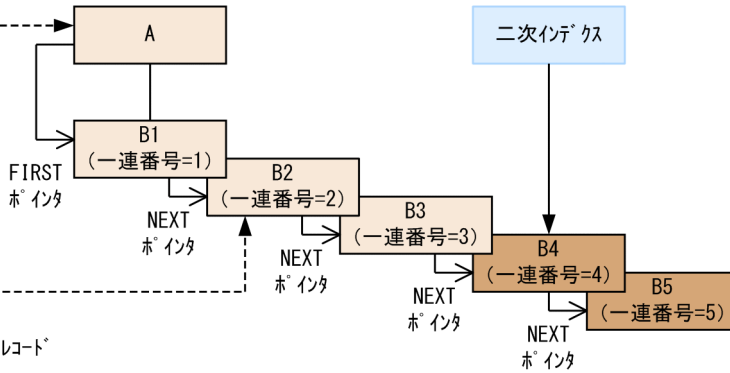 A
二次ｲﾝﾃﾞｸｽ
B1
(一連番号=1)
FIRST
ﾎﾟｲﾝﾀ
B2
(一連番号=2)
NEXT
ﾎﾟｲﾝﾀ
B3
(一連番号=3)
NEXT
ﾎﾟｲﾝﾀ
B4
(一連番号=4)
NEXT
ﾎﾟｲﾝﾀ
B5
(一連番号=5)
NEXT
ﾎﾟｲﾝﾀ
ﾚｺｰﾄﾞ